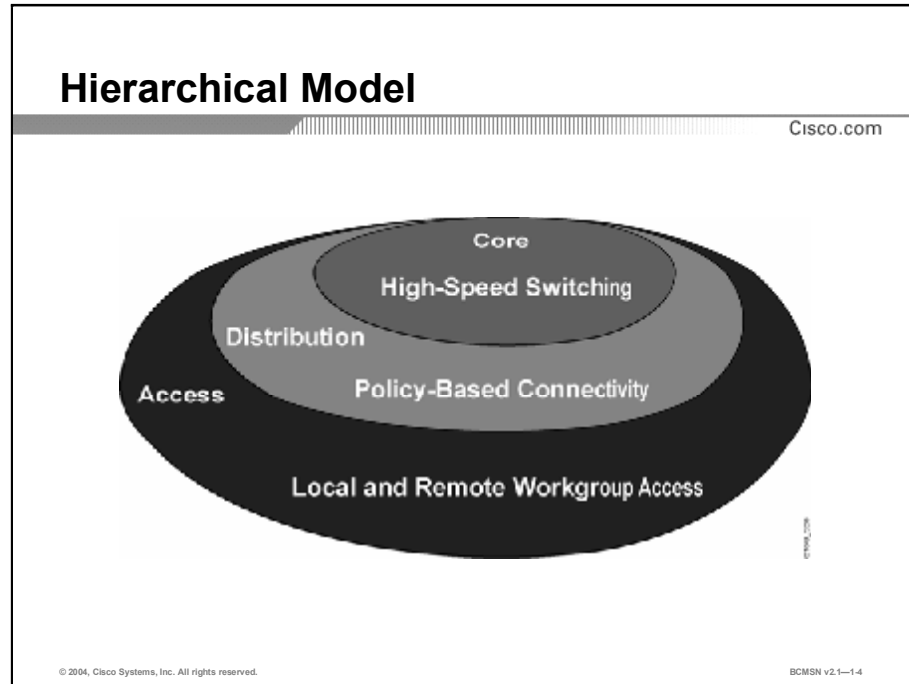 Hierarchical Model
Cisco.com
Core
High-Speed Switching
Distribution
Policy-Based Connectivity
Access
Local and Remote Workgroup Access
© 2004, Cisco Systems, Inc. All rights reserved.
BCMSN v2.1—1-4